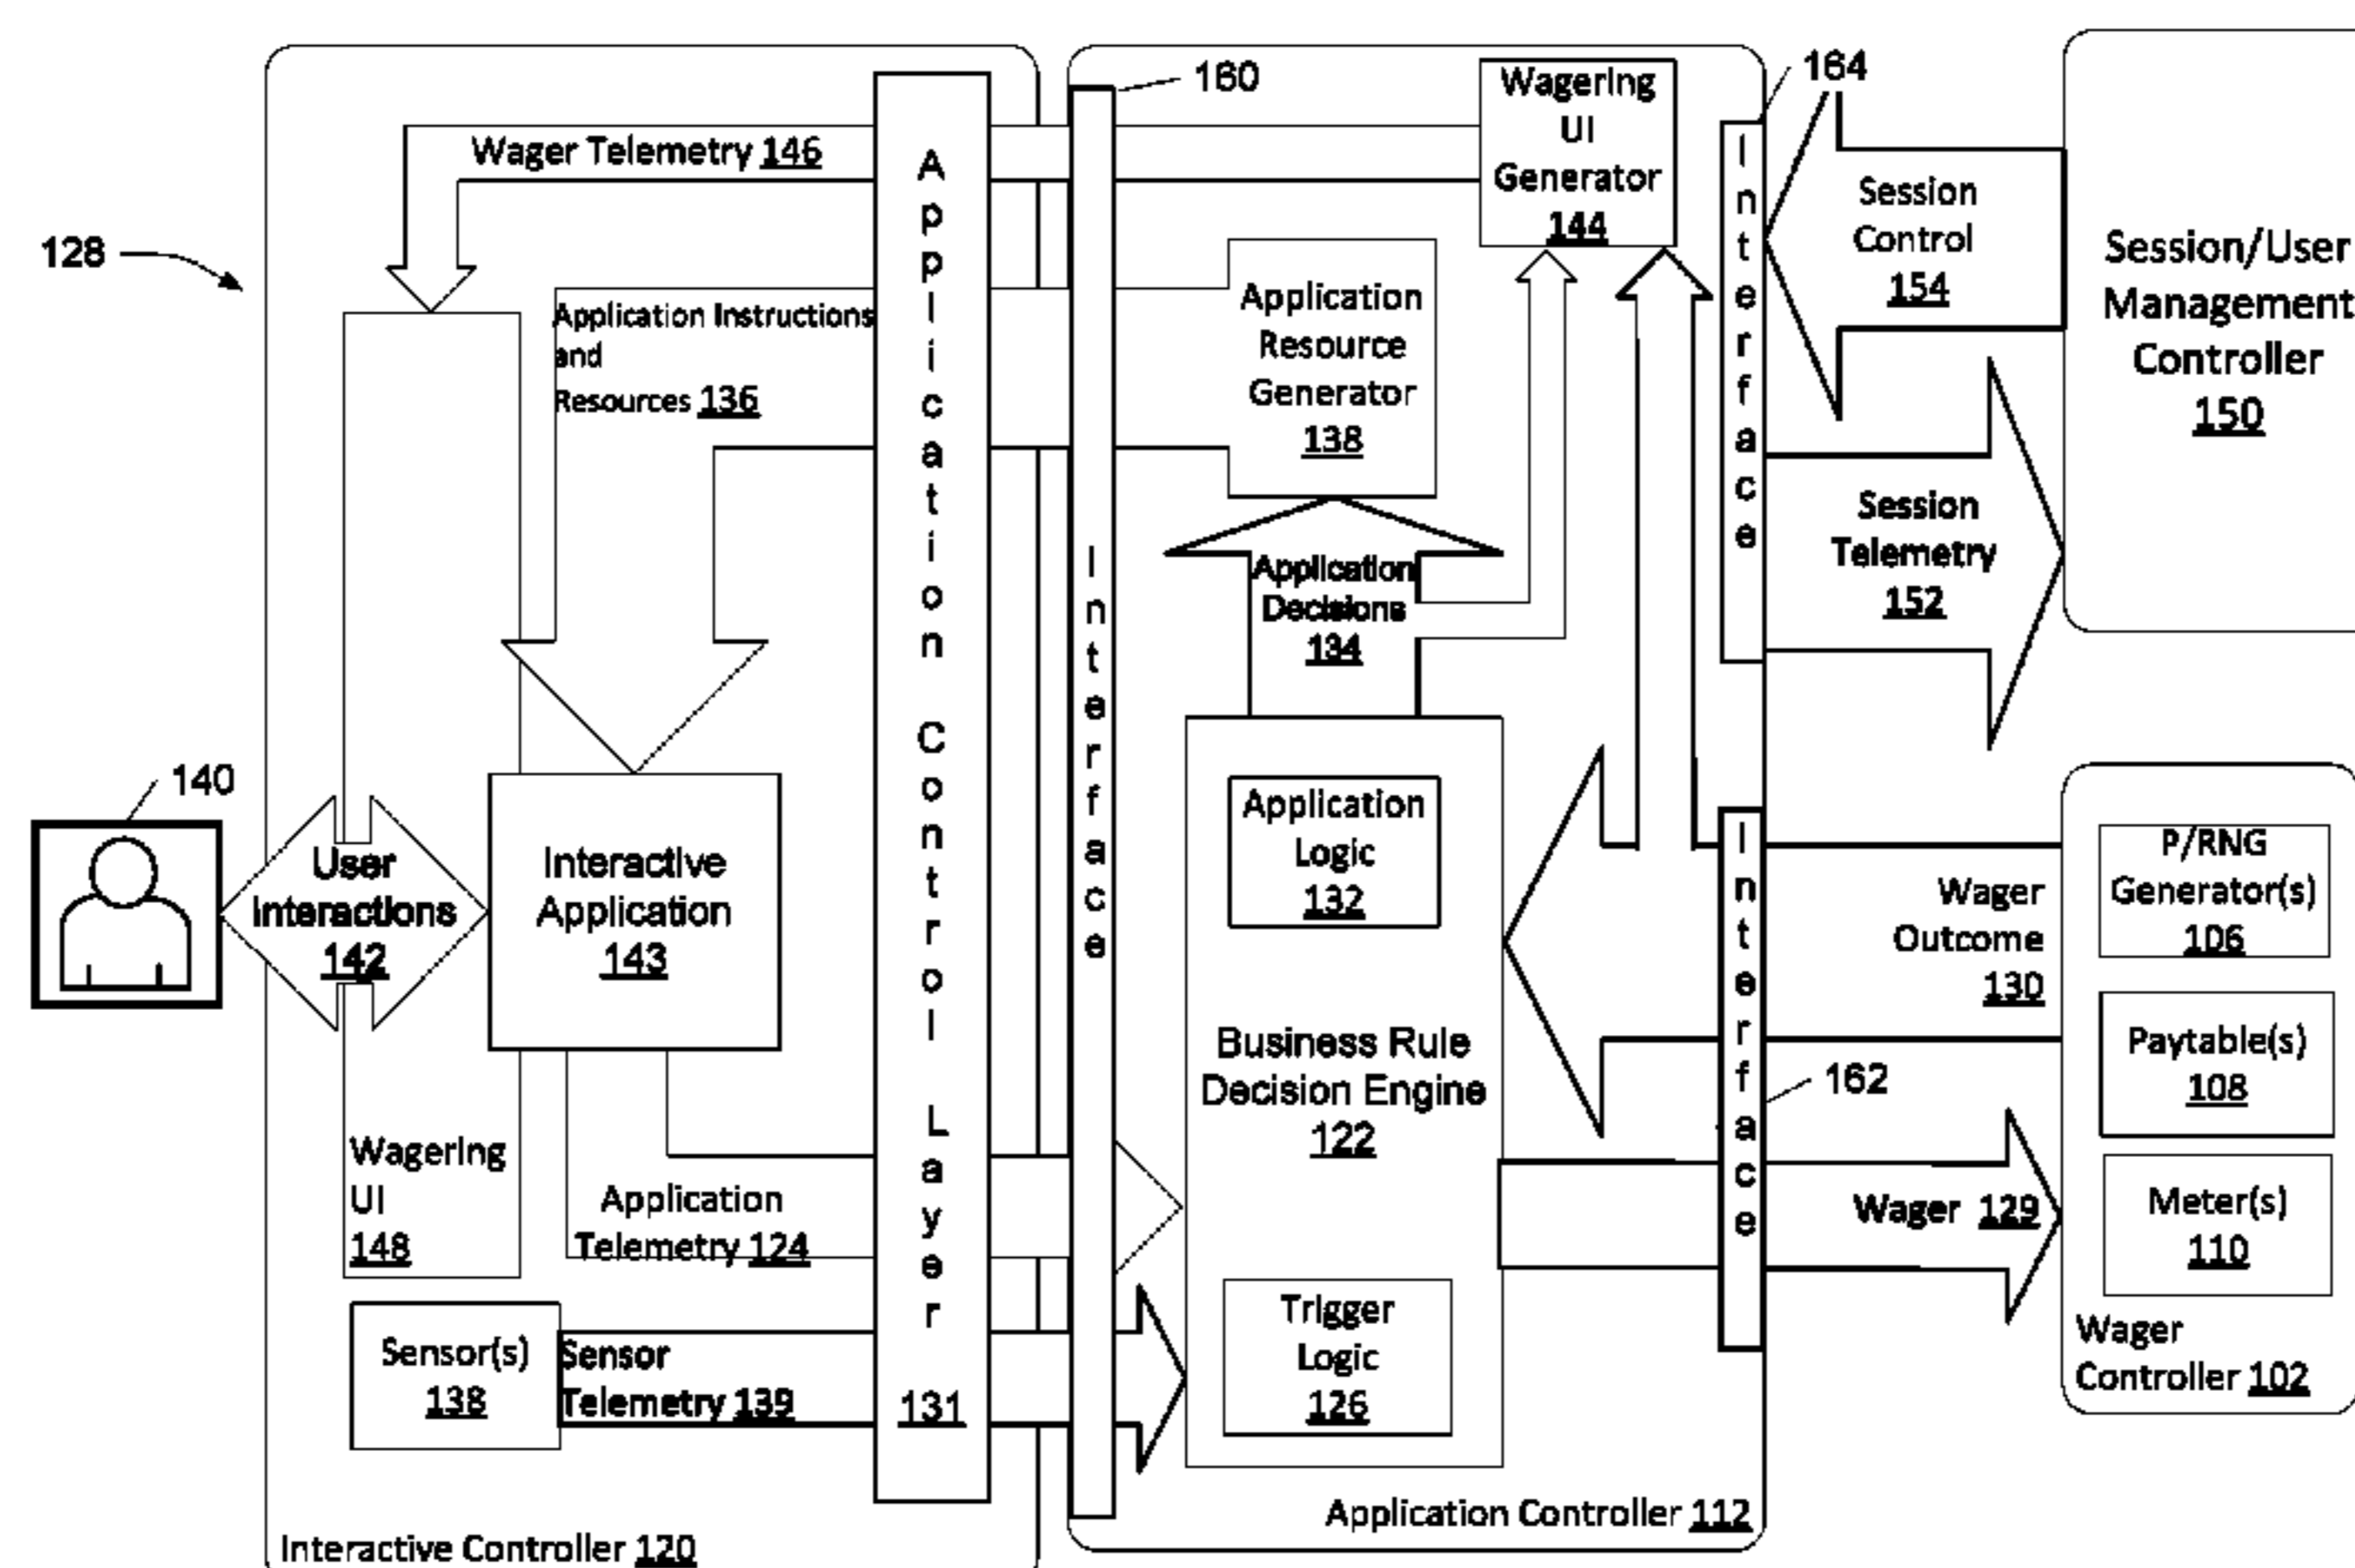 128
140
Wager Telemetry 146
Application Instructions
and
Resources 136
User
Interactions
142
Interactive
Application
143
Wagering
UI
148
Application
Telemetry 124
Sensor(s)
138
Sensor
Telemetry 139
Application Control Layer
131
Interactive Controller 120
160
Interface
Wagering
UI
Generator
144
Application
Resource
Generator
138
Application
Decisions
134
Application
Logic
132
Business Rule
Decision Engine
122
Trigger
Logic
126
Application Controller 112
164
Interface
Session
Control
154
Session
Telemetry
152
Session/User
Management
Controller
150
Interface
162
Wager
Outcome
130
Wager 129
P/RNG
Generator(s)
106
Paytable(s)
108
Meter(s)
110
Wager
Controller 102